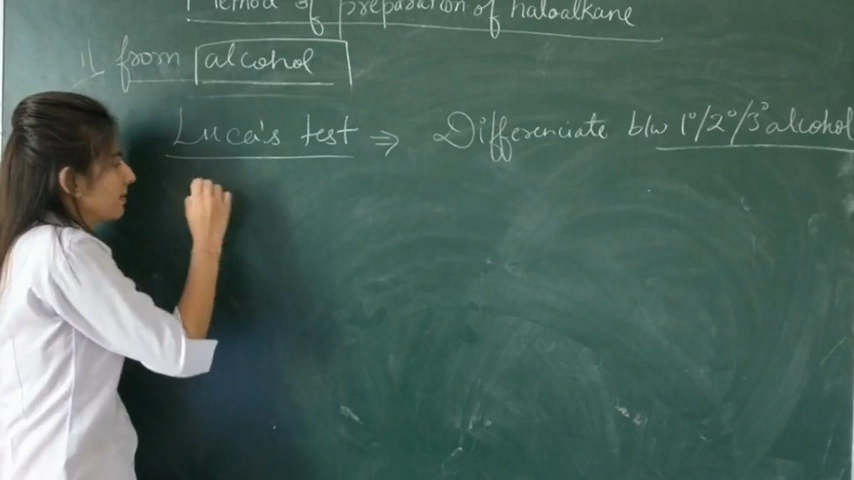 Method of preparation of haloalkane
1) from alcohol
Luca's test ⇒ Differenciate b/w 1°/2°/3° alcohol